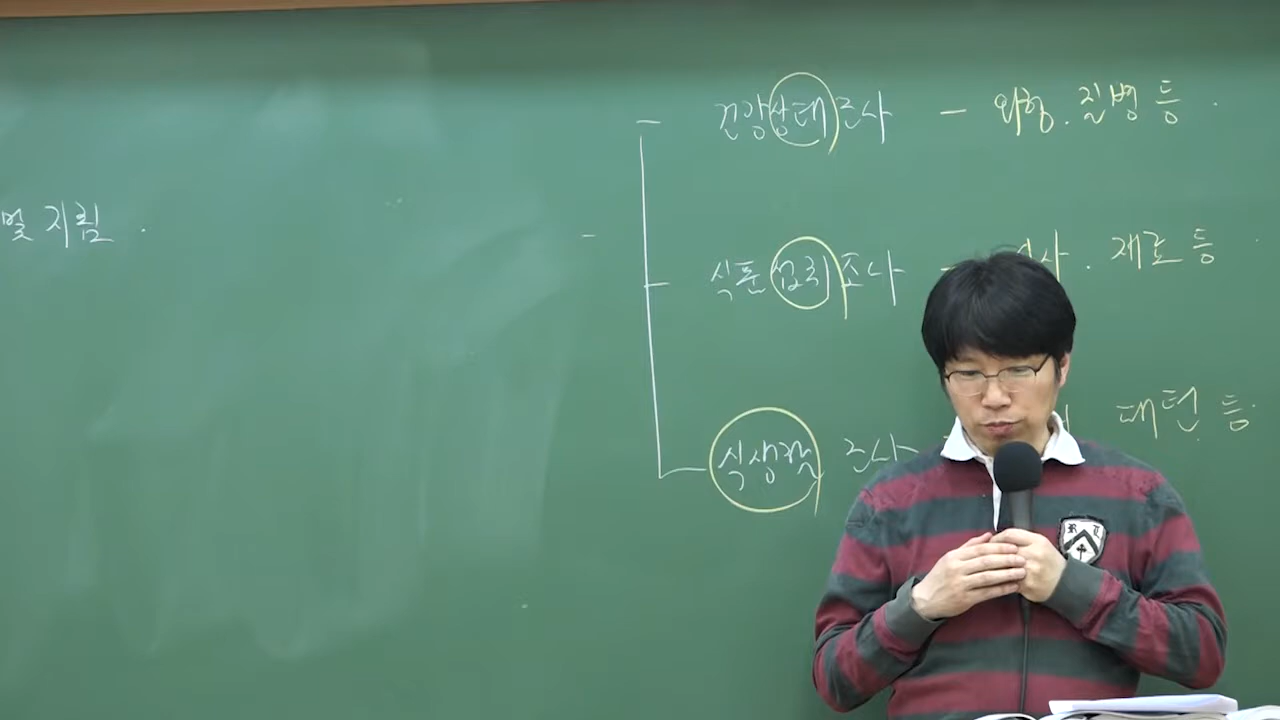 지침.
건강상태조사 - 외형. 질병 등.
식품섭취조사 - 재료 등.
식생활 조사 패턴 등.